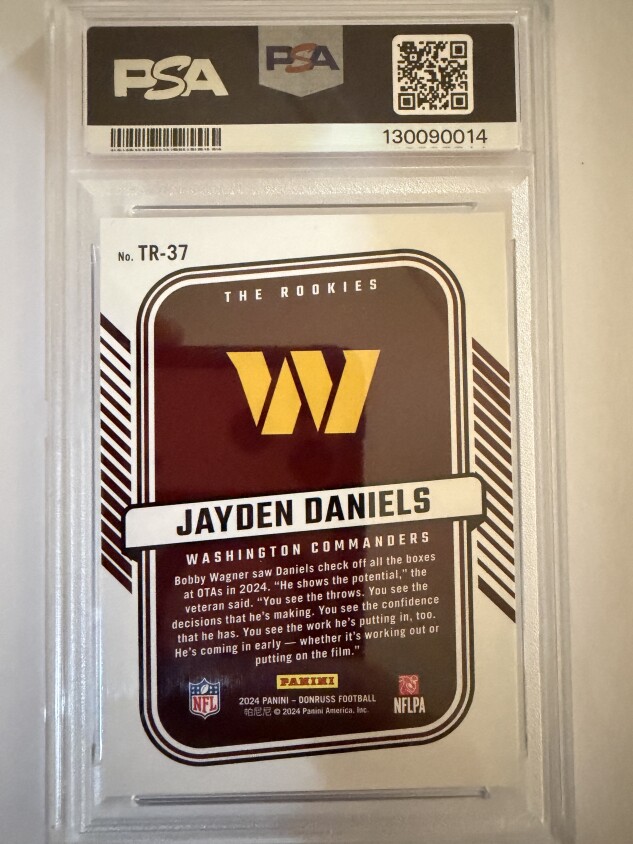 PSA
PSA
130090014
No. TR-37
THE ROOKIES
W
JAYDEN DANIELS
WASHINGTON COMMANDERS
Bobby Wagner saw Daniels check off all the boxes
at OTAs in 2024. "He shows the potential," the
veteran said. "You see the throws. You see the
decisions that he's making. You see the confidence
that he has. You see the work he's putting in, too.
He's coming in early — whether it's working out or
putting on the film."
PANINI
NFL
2024 PANINI – DONRUSS FOOTBALL
帕尼尼 © 2024 Panini America, Inc.
NFLPA